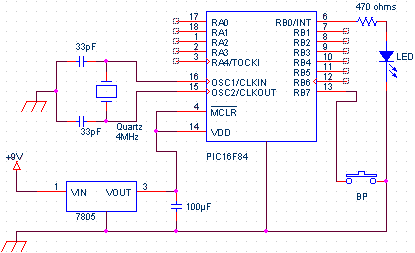 470 ohms
17 RA0 RB0/INT 6
18 RA1 RB1 7
1 RA2 RB2 8
2 RA3 RB3 9
3 RA4/TOCKI RB4 10
RB5 11
16 OSC1/CLKIN RB6 12
15 OSC2/CLKOUT RB7 13
4 MCLR
14 VDD
PIC16F84
LED
33pF
33pF
Quartz
4MHz
+9V
1 VIN VOUT 3
7805
100µF
BP